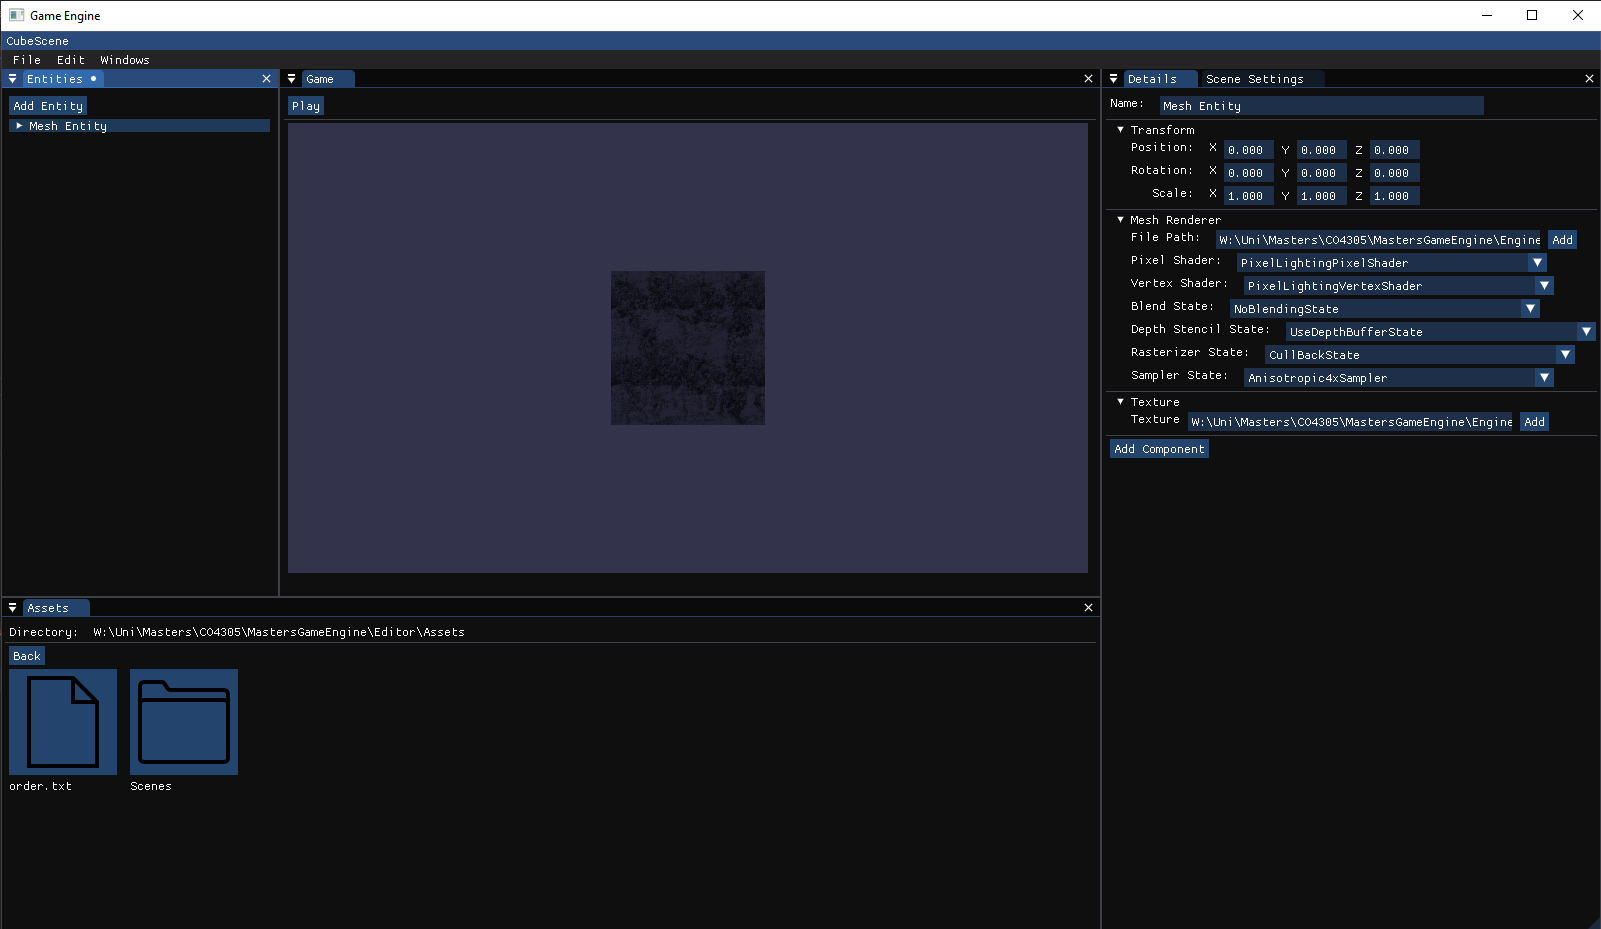 Game Engine
CubeScene
File Edit Windows
Entities
Add Entity
Mesh Entity
Game
Play
Details Scene Settings
Name: Mesh Entity
Transform
Position: X 0.000 Y 0.000 Z 0.000
Rotation: X 0.000 Y 0.000 Z 0.000
Scale: X 1.000 Y 1.000 Z 1.000
Mesh Renderer
File Path: W:\Uni\Masters\CO4305\MastersGameEngine\Engine Add
Pixel Shader: PixelLightingPixelShader
Vertex Shader: PixelLightingVertexShader
Blend State: NoBlendingState
Depth Stencil State: UseDepthBufferState
Rasterizer State: CullBackState
Sampler State: Anisotropic4xSampler
Texture
Texture W:\Uni\Masters\CO4305\MastersGameEngine\Engine Add
Add Component
Assets
Directory: W:\Uni\Masters\CO4305\MastersGameEngine\Editor\Assets
Back
order.txt Scenes